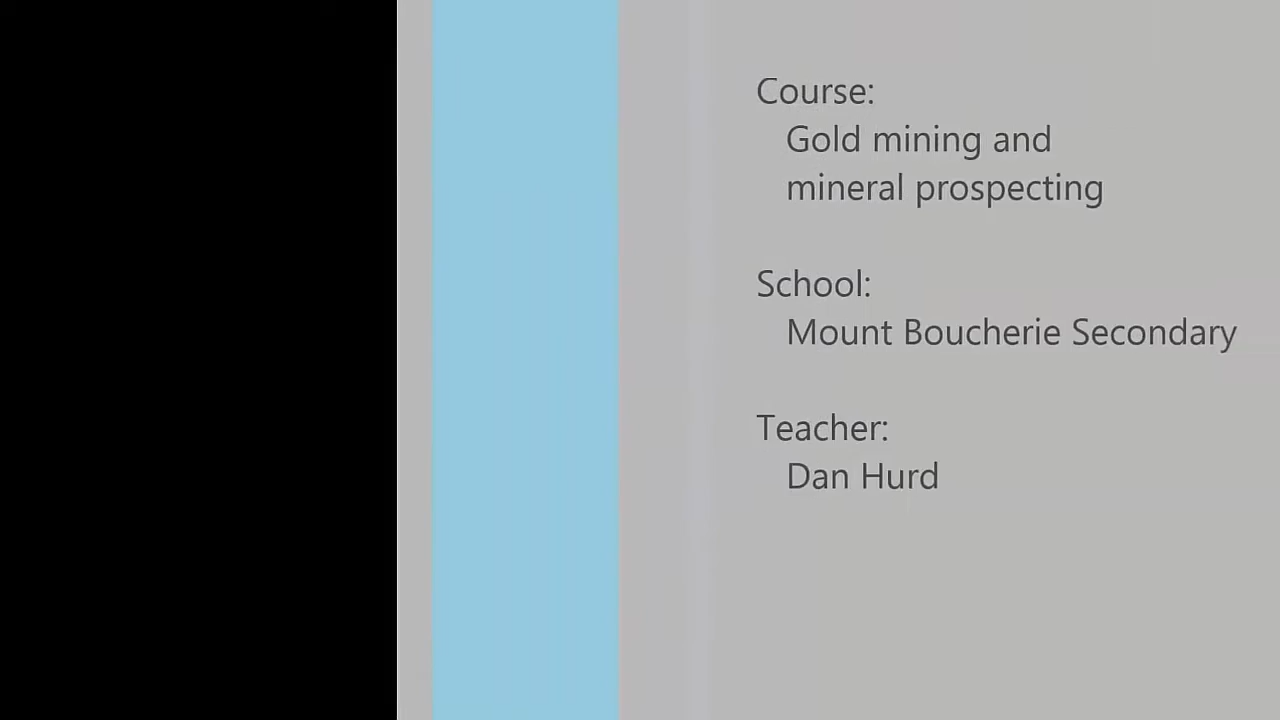 Course:
Gold mining and
mineral prospecting
School:
Mount Boucherie Secondary
Teacher:
Dan Hurd